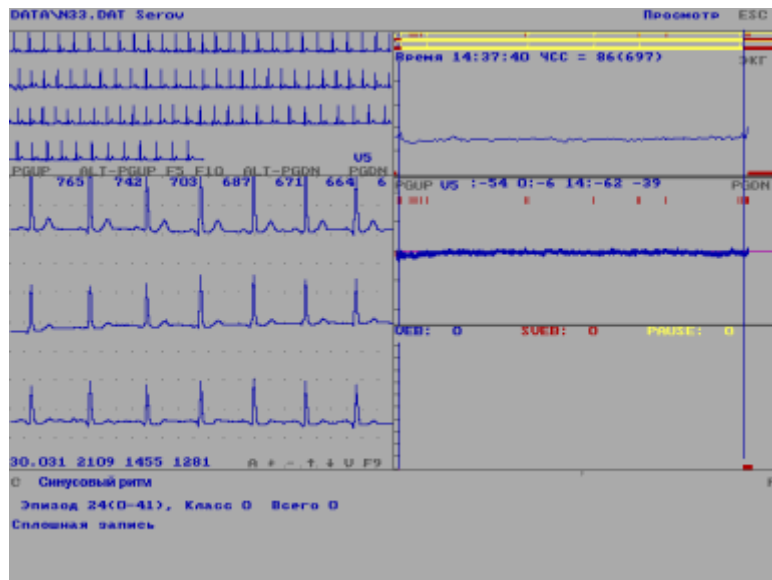 DATA\N33.DAT Serov Просмотр ESC
Время 14:37:40 ЧСС = 86(697)
ЭКГ
V5
PGUP ALT-PGUP F5 F10 ALT-PGDN PGDN
765 742 703 687 671 664 6
PGUP V5 :-54 0:-6 14:-62 -39 PGDN
VEB: 0 SVEB: 0 PAUSE: 0
30.031 2109 1455 1281 A + . - . ↑ . ↓ V F9
С Синусовый ритм
Эпизод 24(0-41), Класс 0 Всего 0
Сплошная запись